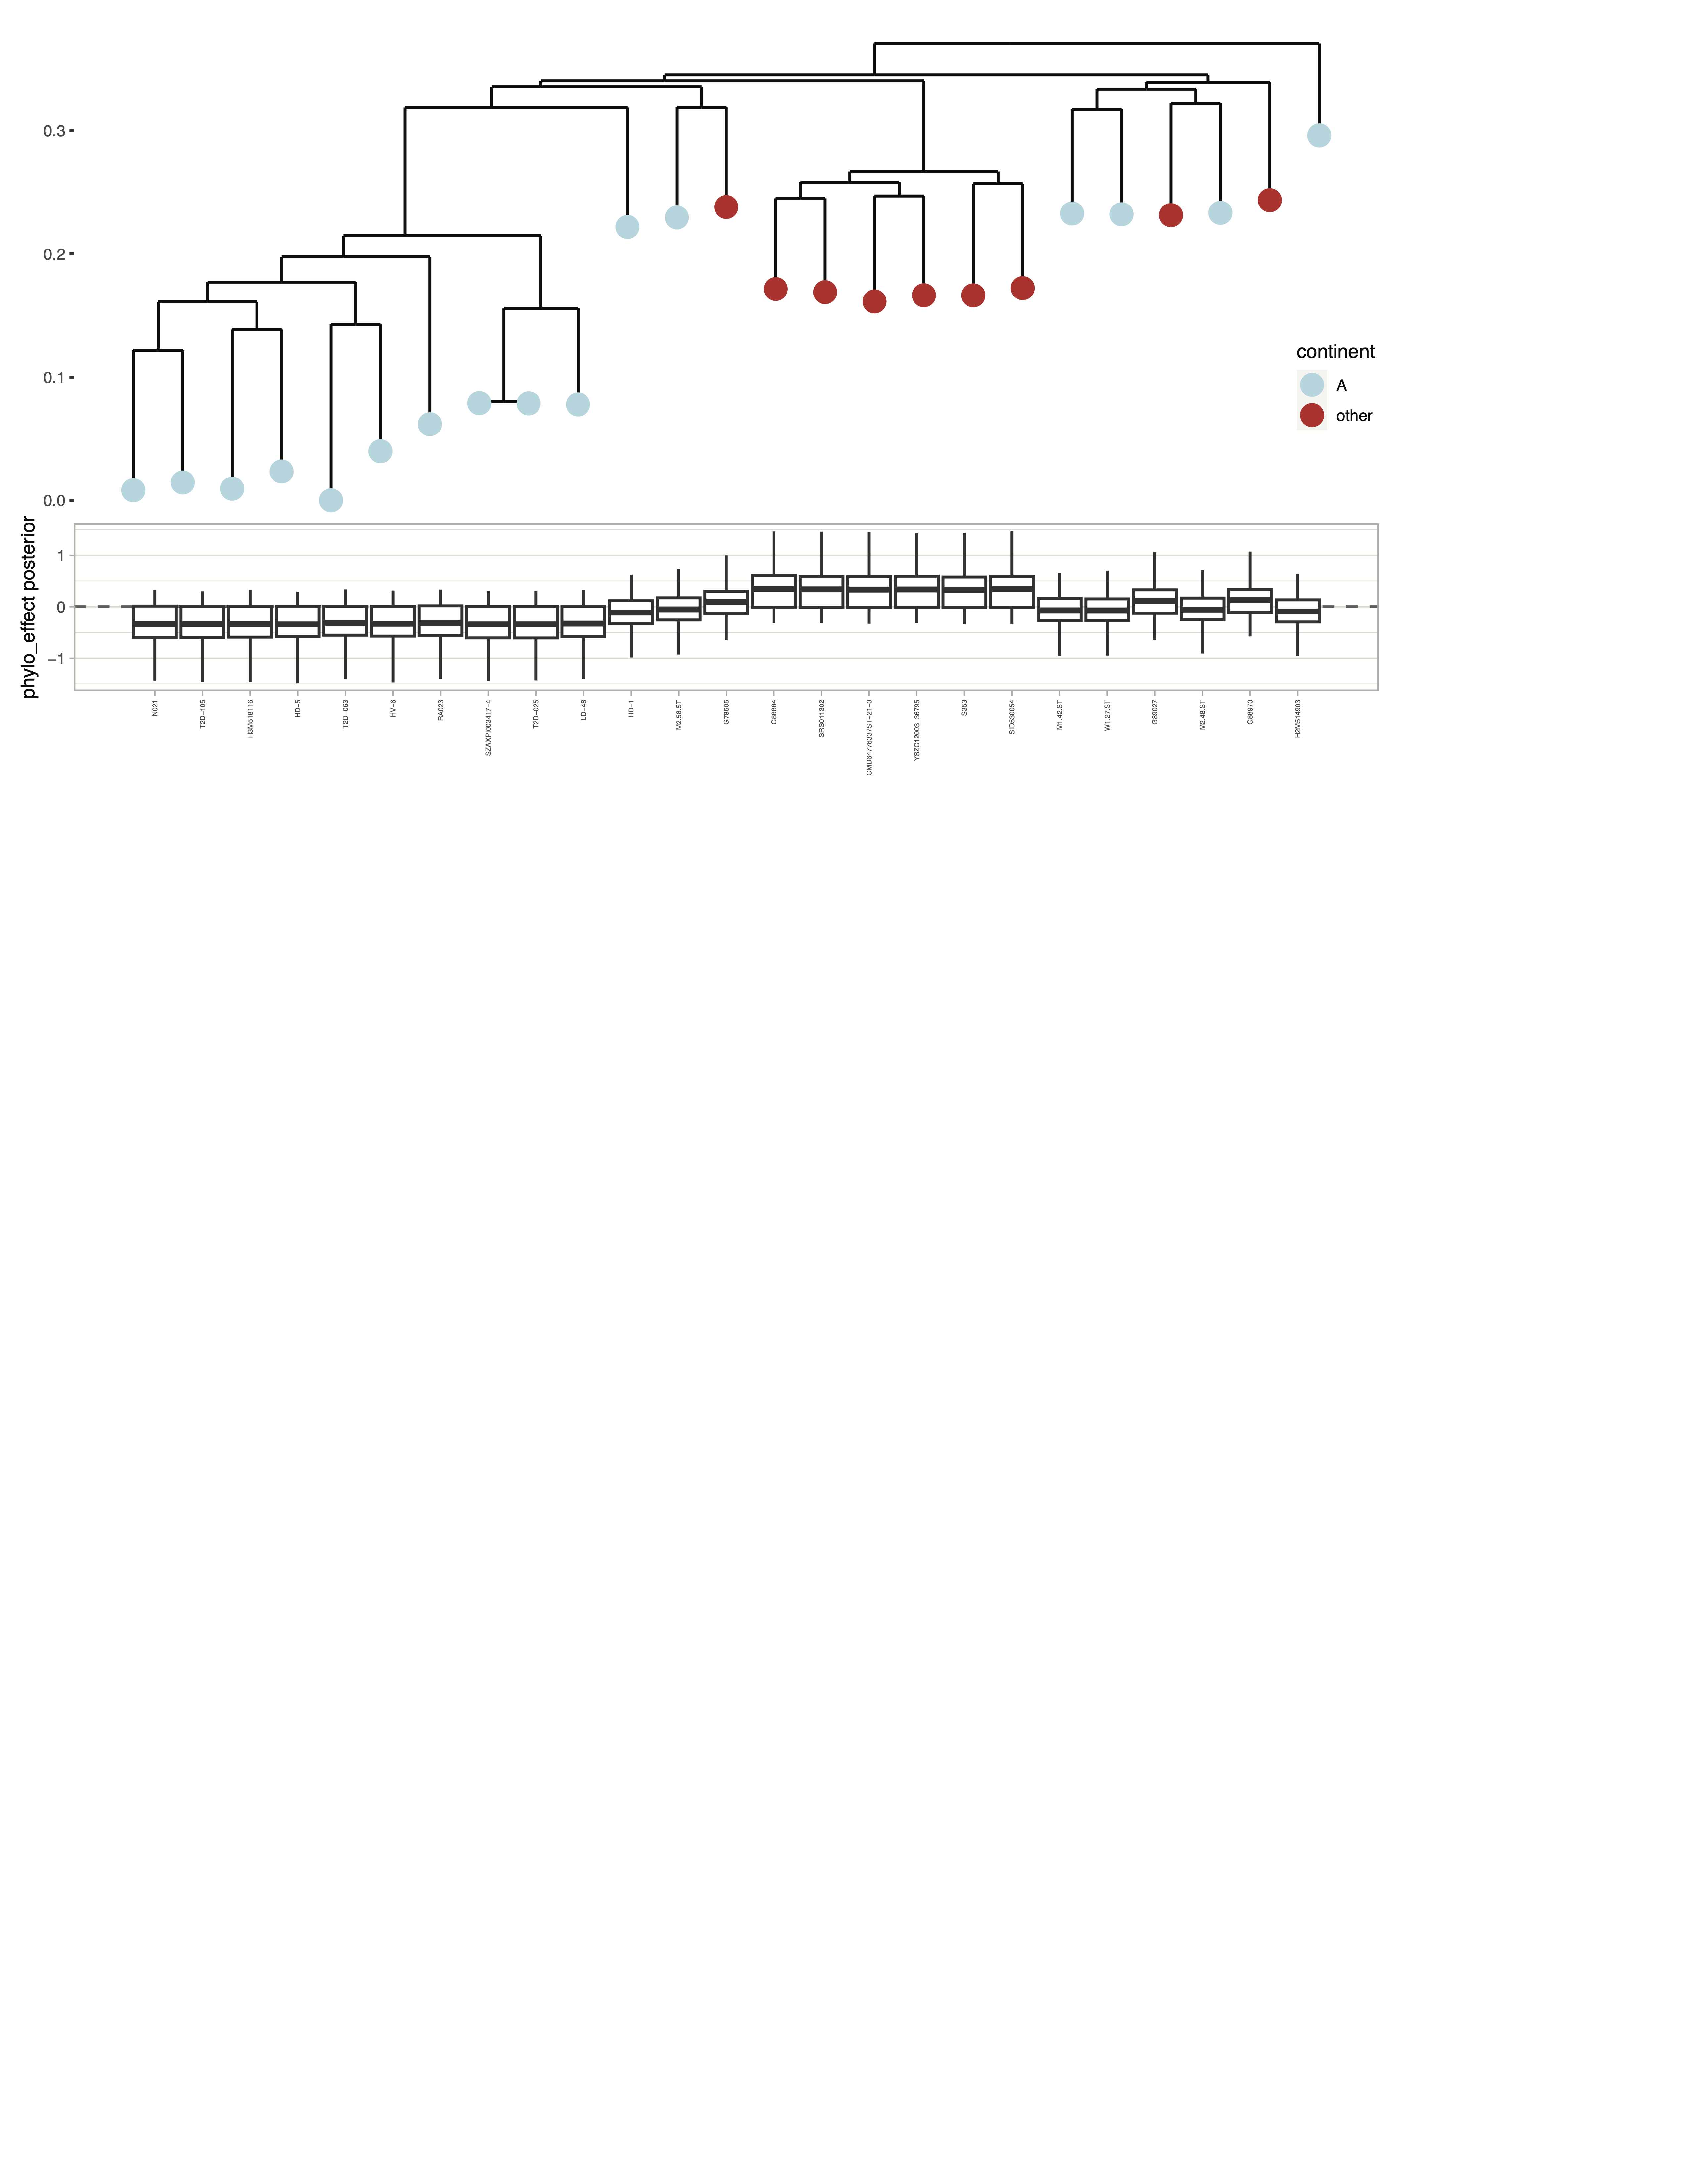 0.3
0.2
0.1
0.0
continent
A
other
phylo_effect posterior
1
0
−1
N021
T2D−105
H3M518116
HD−5
T2D−063
HV−6
RA023
SZAXPI003417−4
T2D−025
LD−48
HD−1
M2.58.ST
G78505
G88884
SRS011302
CMD64776337ST−21−0
YSZC12003_36795
S353
SID530054
M1.42.ST
W1.27.ST
G89027
M2.48.ST
G88970
H2M514903